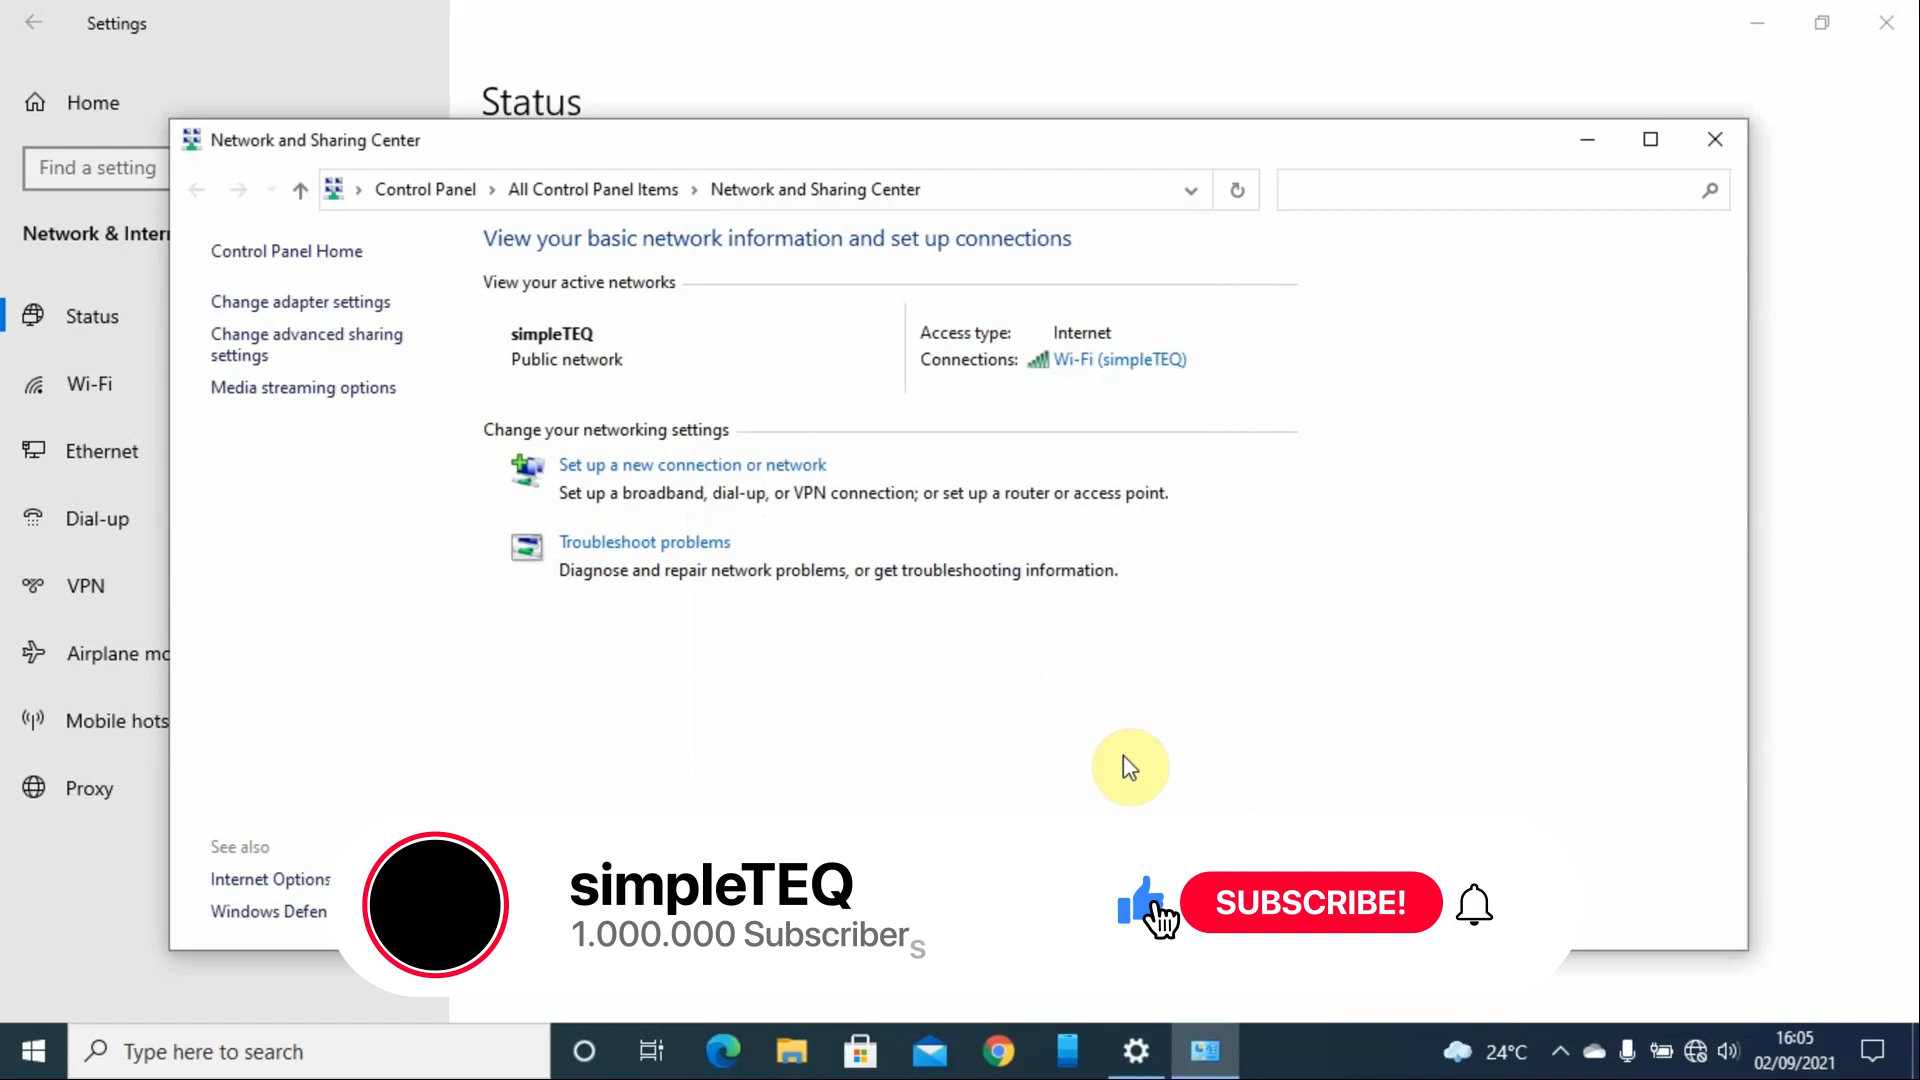 Settings
Home
Status
Find a setting
Network & Inter
Status
Wi-Fi
Ethernet
Dial-up
VPN
Airplane mo
Mobile hots
Proxy
Network and Sharing Center
Control Panel > All Control Panel Items > Network and Sharing Center
Control Panel Home
Change adapter settings
Change advanced sharing
settings
Media streaming options
View your basic network information and set up connections
View your active networks
simpleTEQ
Public network
Access type: Internet
Connections: Wi-Fi (simpleTEQ)
Change your networking settings
Set up a new connection or network
Set up a broadband, dial-up, or VPN connection; or set up a router or access point.
Troubleshoot problems
Diagnose and repair network problems, or get troubleshooting information.
See also
Internet Options
Windows Defen
simpleTEQ
1.000.000 Subscribers
SUBSCRIBE!
Type here to search
24°C
16:05
02/09/2021